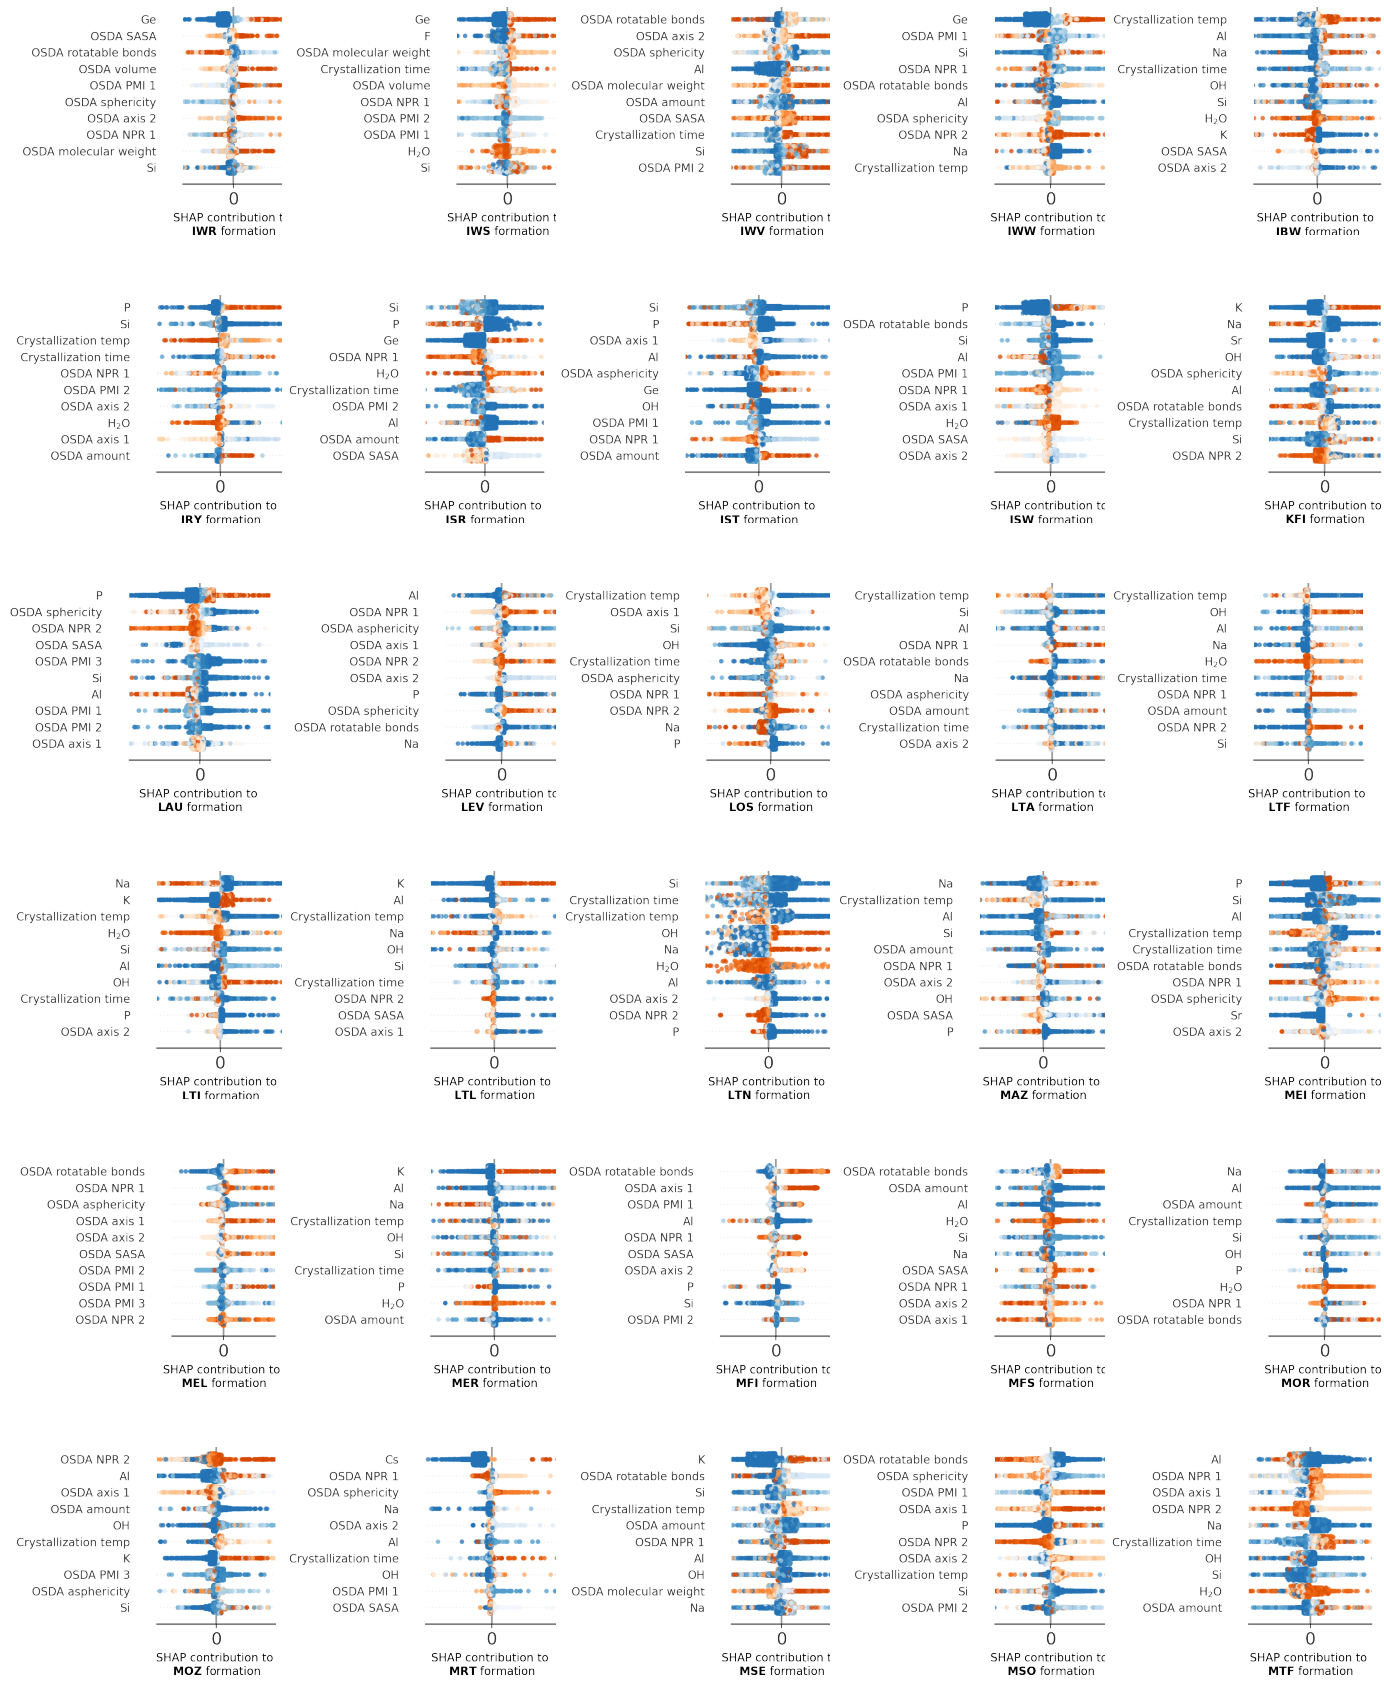 Ge
OSDA SASA
OSDA rotatable bonds
OSDA volume
OSDA PMI 1
OSDA sphericity
OSDA axis 2
OSDA NPR 1
OSDA molecular weight
Si
0
SHAP contribution t
IWR formation
Ge
F
OSDA molecular weight
Crystallization time
OSDA volume
OSDA NPR 1
OSDA PMI 2
OSDA PMI 1
H2O
Si
0
SHAP contribution t
IWS formation
OSDA rotatable bonds
OSDA axis 2
OSDA sphericity
Al
OSDA molecular weight
OSDA amount
OSDA SASA
Crystallization time
Si
OSDA PMI 2
0
SHAP contribution t
IWV formation
Ge
OSDA PMI 1
Si
OSDA NPR 1
OSDA rotatable bonds
Al
OSDA sphericity
OSDA NPR 2
Na
Crystallization temp
0
SHAP contribution to
IWW formation
Crystallization temp
Al
Na
Crystallization time
OH
Si
H2O
K
OSDA SASA
OSDA axis 2
0
SHAP contribution to
IBW formation
P
Si
Crystallization temp
Crystallization time
OSDA NPR 1
OSDA PMI 2
OSDA axis 2
H2O
OSDA axis 1
OSDA amount
0
SHAP contribution to
IRY formation
Si
P
Ge
OSDA NPR 1
H2O
Crystallization time
OSDA PMI 2
Al
OSDA amount
OSDA SASA
0
SHAP contribution to
ISR formation
Si
P
OSDA axis 1
Al
OSDA asphericity
Ge
OH
OSDA PMI 1
OSDA NPR 1
OSDA amount
0
SHAP contribution to
IST formation
P
OSDA rotatable bonds
Si
Al
OSDA PMI 1
OSDA NPR 1
OSDA axis 1
H2O
OSDA SASA
OSDA axis 2
0
SHAP contribution to
ISW formation
K
Na
Sr
OH
OSDA sphericity
Al
OSDA rotatable bonds
Crystallization temp
Si
OSDA NPR 2
0
SHAP contribution to
KFI formation
P
OSDA sphericity
OSDA NPR 2
OSDA SASA
OSDA PMI 3
Si
Al
OSDA PMI 1
OSDA PMI 2
OSDA axis 1
0
SHAP contribution to
LAU formation
Al
OSDA NPR 1
OSDA asphericity
OSDA axis 1
OSDA NPR 2
OSDA axis 2
P
OSDA sphericity
OSDA rotatable bonds
Na
0
SHAP contribution to
LEV formation
Crystallization temp
OSDA axis 1
Si
OH
Crystallization time
OSDA asphericity
OSDA NPR 1
OSDA NPR 2
Na
P
0
SHAP contribution to
LOS formation
Crystallization temp
Si
Al
OSDA NPR 1
OSDA rotatable bonds
Na
OSDA asphericity
OSDA amount
Crystallization time
OSDA axis 2
0
SHAP contribution to
LTA formation
Crystallization temp
OH
Al
Na
H2O
Crystallization time
OSDA NPR 1
OSDA amount
OSDA NPR 2
Si
0
SHAP contribution to
LTF formation
Na
K
Crystallization temp
H2O
Si
Al
OH
Crystallization time
P
OSDA axis 2
0
SHAP contribution to
LTJ formation
K
Al
Crystallization temp
Na
OH
Si
Crystallization time
OSDA NPR 2
OSDA SASA
OSDA axis 1
0
SHAP contribution to
LTL formation
Si
Crystallization time
Crystallization temp
OH
Na
H2O
Al
OSDA axis 2
OSDA NPR 2
P
0
SHAP contribution to
LTN formation
Na
Crystallization temp
Al
Si
OSDA amount
OSDA NPR 1
OSDA axis 2
OH
OSDA SASA
P
0
SHAP contribution to
MAZ formation
P
Si
Al
Crystallization temp
Crystallization time
OSDA rotatable bonds
OSDA NPR 1
OSDA sphericity
Sr
OSDA axis 2
0
SHAP contribution to
MEI formation
OSDA rotatable bonds
OSDA NPR 1
OSDA asphericity
OSDA axis 1
OSDA axis 2
OSDA SASA
OSDA PMI 2
OSDA PMI 1
OSDA PMI 3
OSDA NPR 2
0
SHAP contribution to
MEL formation
K
Al
Na
Crystallization temp
OH
Si
Crystallization time
P
H2O
OSDA amount
0
SHAP contribution to
MER formation
OSDA rotatable bonds
OSDA axis 1
OSDA PMI 1
Al
OSDA NPR 1
OSDA SASA
OSDA axis 2
P
Si
OSDA PMI 2
0
SHAP contribution to
MFI formation
OSDA rotatable bonds
OSDA amount
Al
H2O
Si
Na
OSDA SASA
OSDA NPR 1
OSDA axis 2
OSDA axis 1
0
SHAP contribution to
MFS formation
Na
Al
OSDA amount
Crystallization temp
Si
OH
P
H2O
OSDA NPR 1
OSDA rotatable bonds
0
SHAP contribution to
MOR formation
OSDA NPR 2
Al
OSDA axis 1
OSDA amount
OH
Crystallization temp
K
OSDA PMI 3
OSDA asphericity
Si
0
SHAP contribution to
MOZ formation
Cs
OSDA NPR 1
OSDA sphericity
Na
OSDA axis 2
Al
Crystallization time
OH
OSDA PMI 1
OSDA SASA
0
SHAP contribution to
MRT formation
K
OSDA rotatable bonds
Si
Crystallization temp
OSDA amount
OSDA NPR 1
Al
OH
OSDA molecular weight
Na
0
SHAP contribution t
MSE formation
OSDA rotatable bonds
OSDA sphericity
OSDA PMI 1
OSDA axis 1
P
OSDA NPR 2
OSDA axis 2
Crystallization temp
Si
OSDA PMI 2
0
SHAP contribution to
MSO formation
Al
OSDA NPR 1
OSDA axis 1
OSDA NPR 2
Na
Crystallization time
OH
Si
H2O
OSDA amount
0
SHAP contribution to
MTF formation